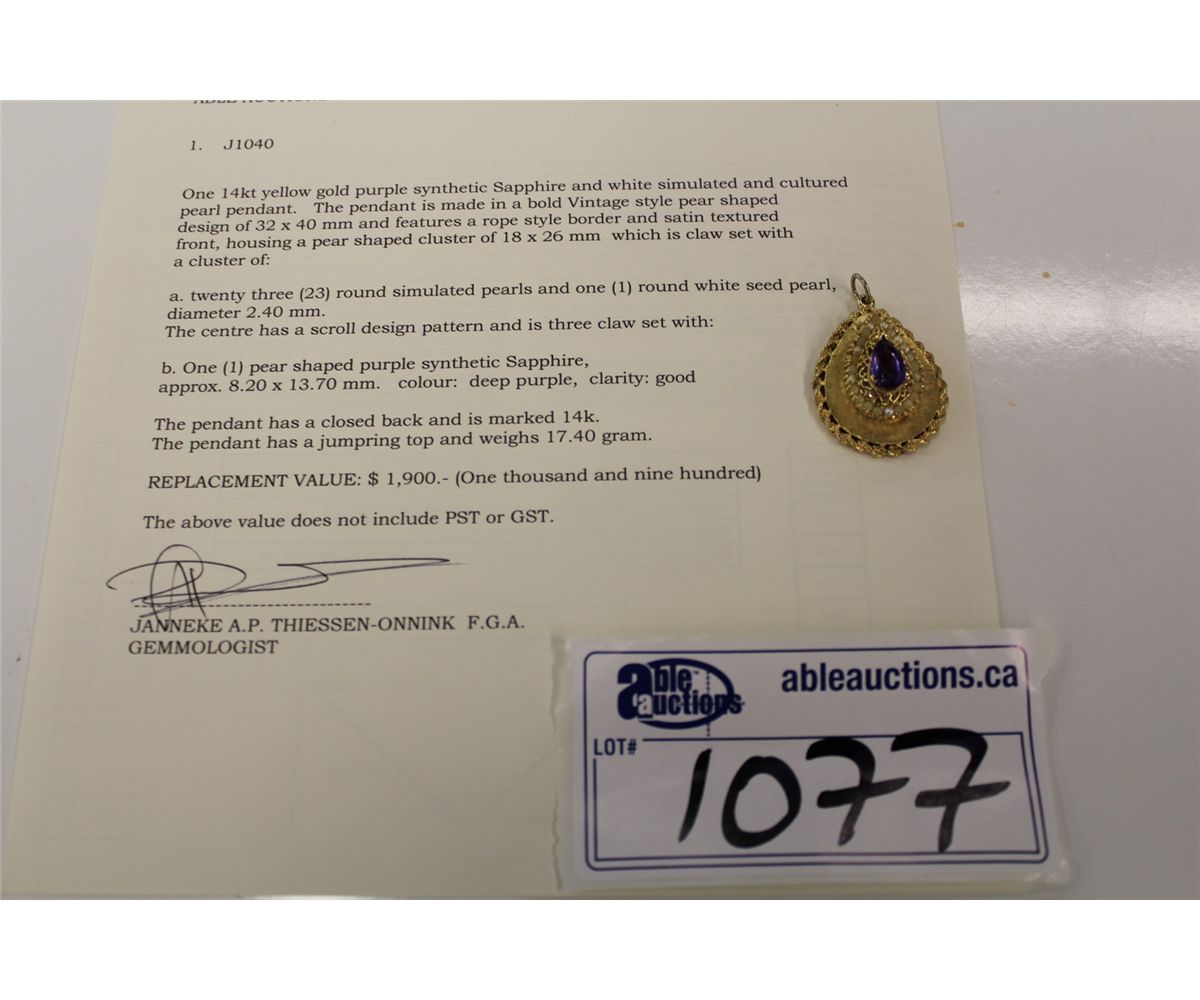 ABLE AUCTIONS
1. J1040
One 14kt yellow gold purple synthetic Sapphire and white simulated and cultured
pearl pendant. The pendant is made in a bold Vintage style pear shaped
design of 32 x 40 mm and features a rope style border and satin textured
front, housing a pear shaped cluster of 18 x 26 mm which is claw set with
a cluster of:
a. twenty three (23) round simulated pearls and one (1) round white seed pearl,
diameter 2.40 mm.
The centre has a scroll design pattern and is three claw set with:
b. One (1) pear shaped purple synthetic Sapphire,
approx. 8.20 x 13.70 mm. colour: deep purple, clarity: good
The pendant has a closed back and is marked 14k.
The pendant has a jumpring top and weighs 17.40 gram.
REPLACEMENT VALUE: $ 1,900.- (One thousand and nine hundred)
The above value does not include PST or GST.
JANNEKE A.P. THIESSEN-ONNINK F.G.A.
GEMMOLOGIST
able™
auctions
ableauctions.ca
LOT#
1077